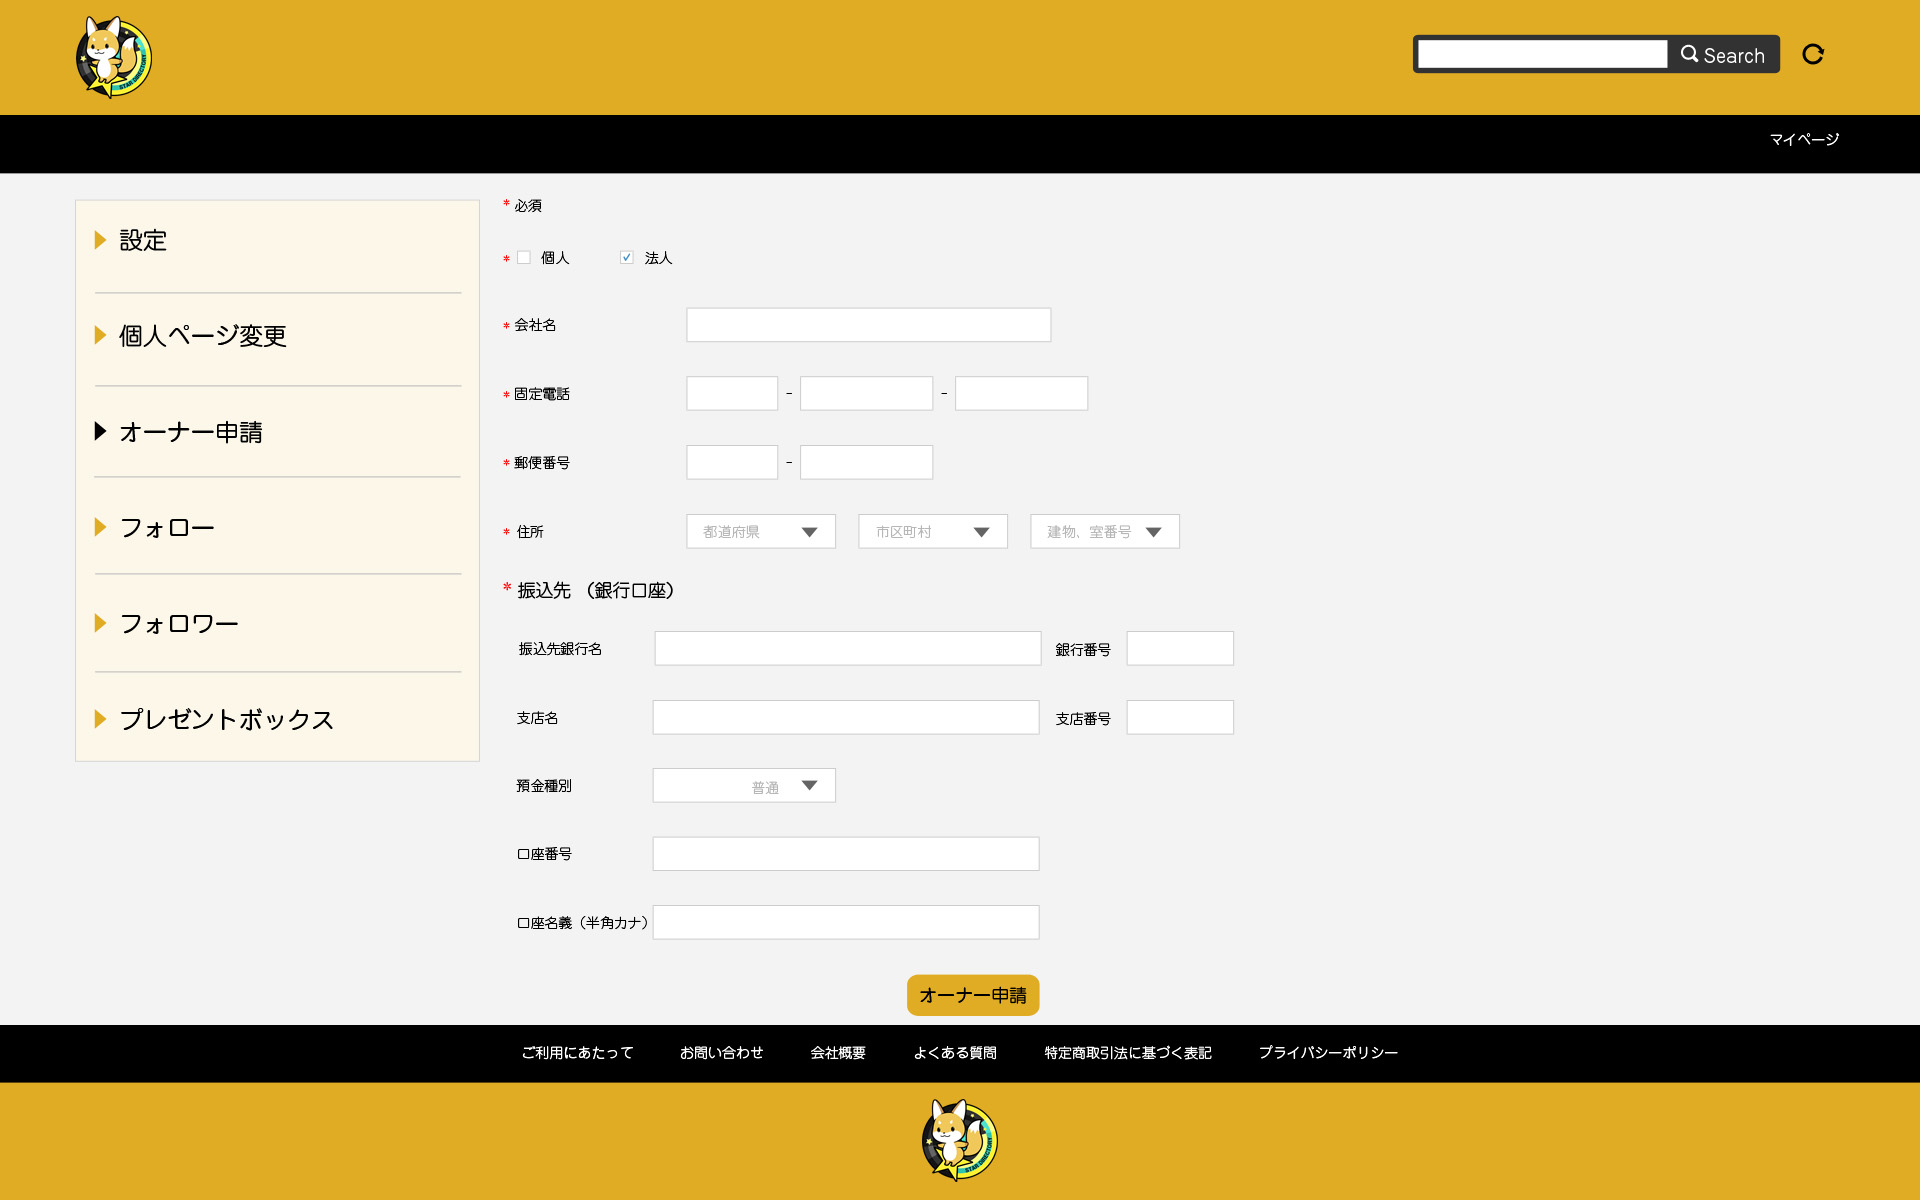 STAR DIRECTORY
Search
マイページ
設定
個人ページ変更
オーナー申請
フォロー
フォロワー
プレゼントボックス
* 必須
* 個人 法人
* 会社名
* 固定電話 - -
* 郵便番号 -
* 住所 都道府県 市区町村 建物、室番号
* 振込先 (銀行口座)
振込先銀行名 銀行番号
支店名 支店番号
預金種別 普通
口座番号
口座名義（半角カナ）
オーナー申請
ご利用にあたって お問い合わせ 会社概要 よくある質問 特定商取引法に基づく表記 プライバシーポリシー
STAR DIRECTORY